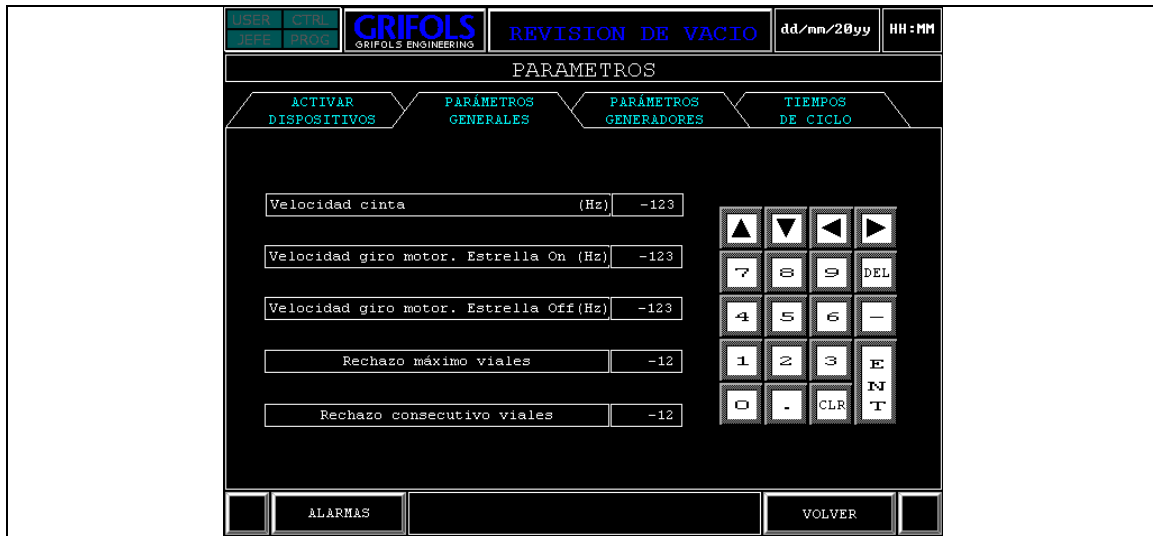 USER CTRL
JEFE PROG
GRIFOLS
GRIFOLS ENGINEERING
REVISION DE VACIO
dd/mm/20yy
HH:MM
PARAMETROS
ACTIVAR
DISPOSITIVOS
PARÁMETROS
GENERALES
PARÁMETROS
GENERADORES
TIEMPOS
DE CICLO
Velocidad cinta (Hz) -123
Velocidad giro motor. Estrella On (Hz) -123
Velocidad giro motor. Estrella Off(Hz) -123
Rechazo máximo viales -12
Rechazo consecutivo viales -12
7 8 9 DEL
4 5 6 -
1 2 3 ENT
0 . CLR
ALARMAS
VOLVER